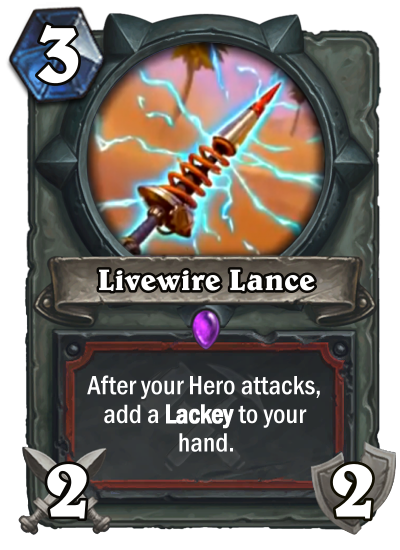 3
Livewire Lance
After your Hero attacks,
add a Lackey to your
hand.
2 2